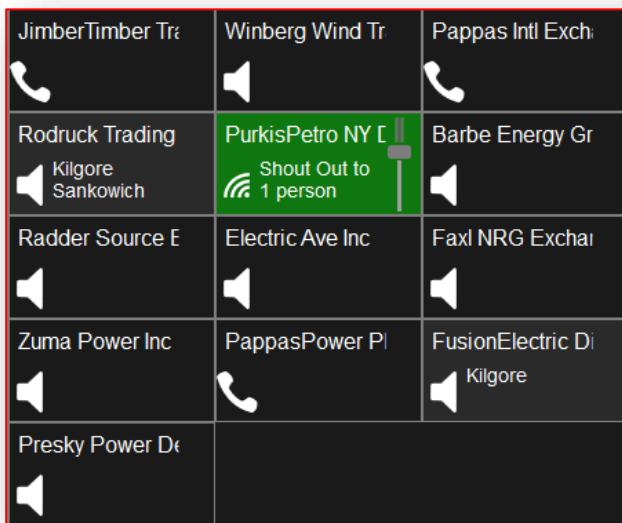 JimberTimber Tra
Winberg Wind Tr
Pappas Intl Exch
Rodruck Trading
Kilgore
Sankowich
PurkisPetro NY D
Shout Out to
1 person
Barbe Energy Gr
Radder Source E
Electric Ave Inc
Faxl NRG Exchar
Zuma Power Inc
PappasPower Pl
FusionElectric Di
Kilgore
Presky Power De